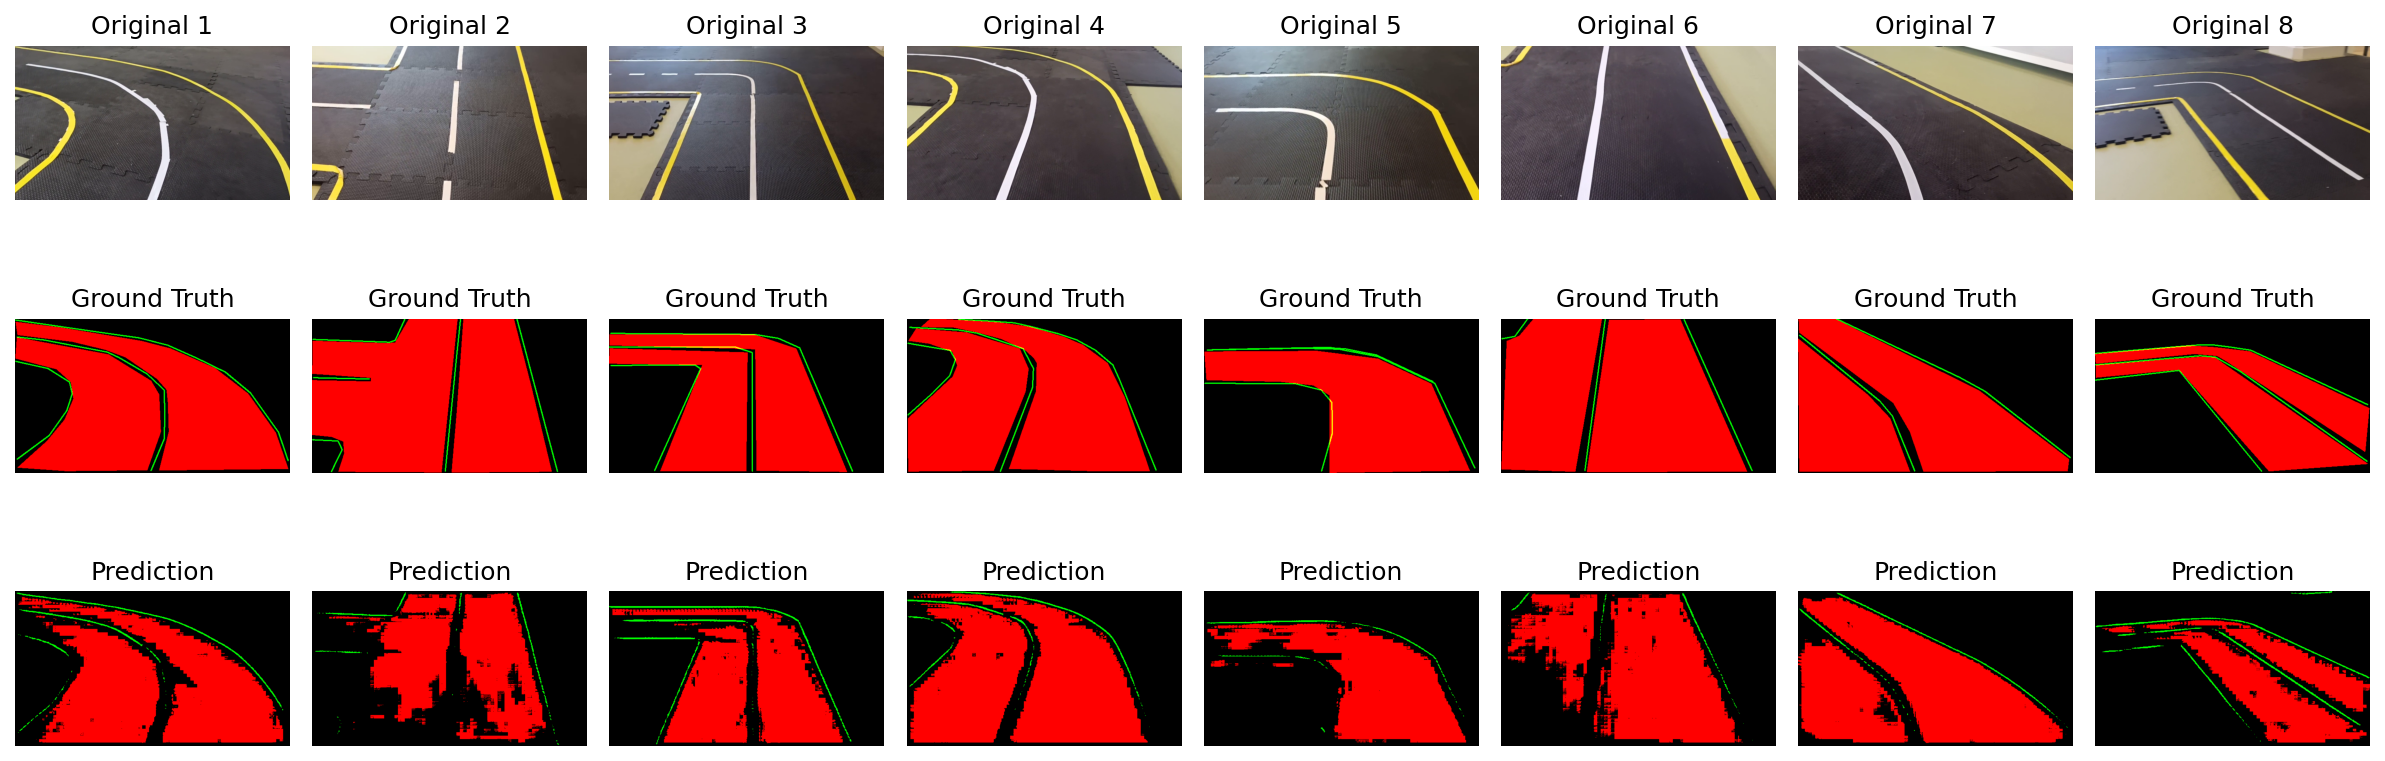 Original 1
Original 2
Original 3
Original 4
Original 5
Original 6
Original 7
Original 8
Ground Truth
Ground Truth
Ground Truth
Ground Truth
Ground Truth
Ground Truth
Ground Truth
Ground Truth
Prediction
Prediction
Prediction
Prediction
Prediction
Prediction
Prediction
Prediction